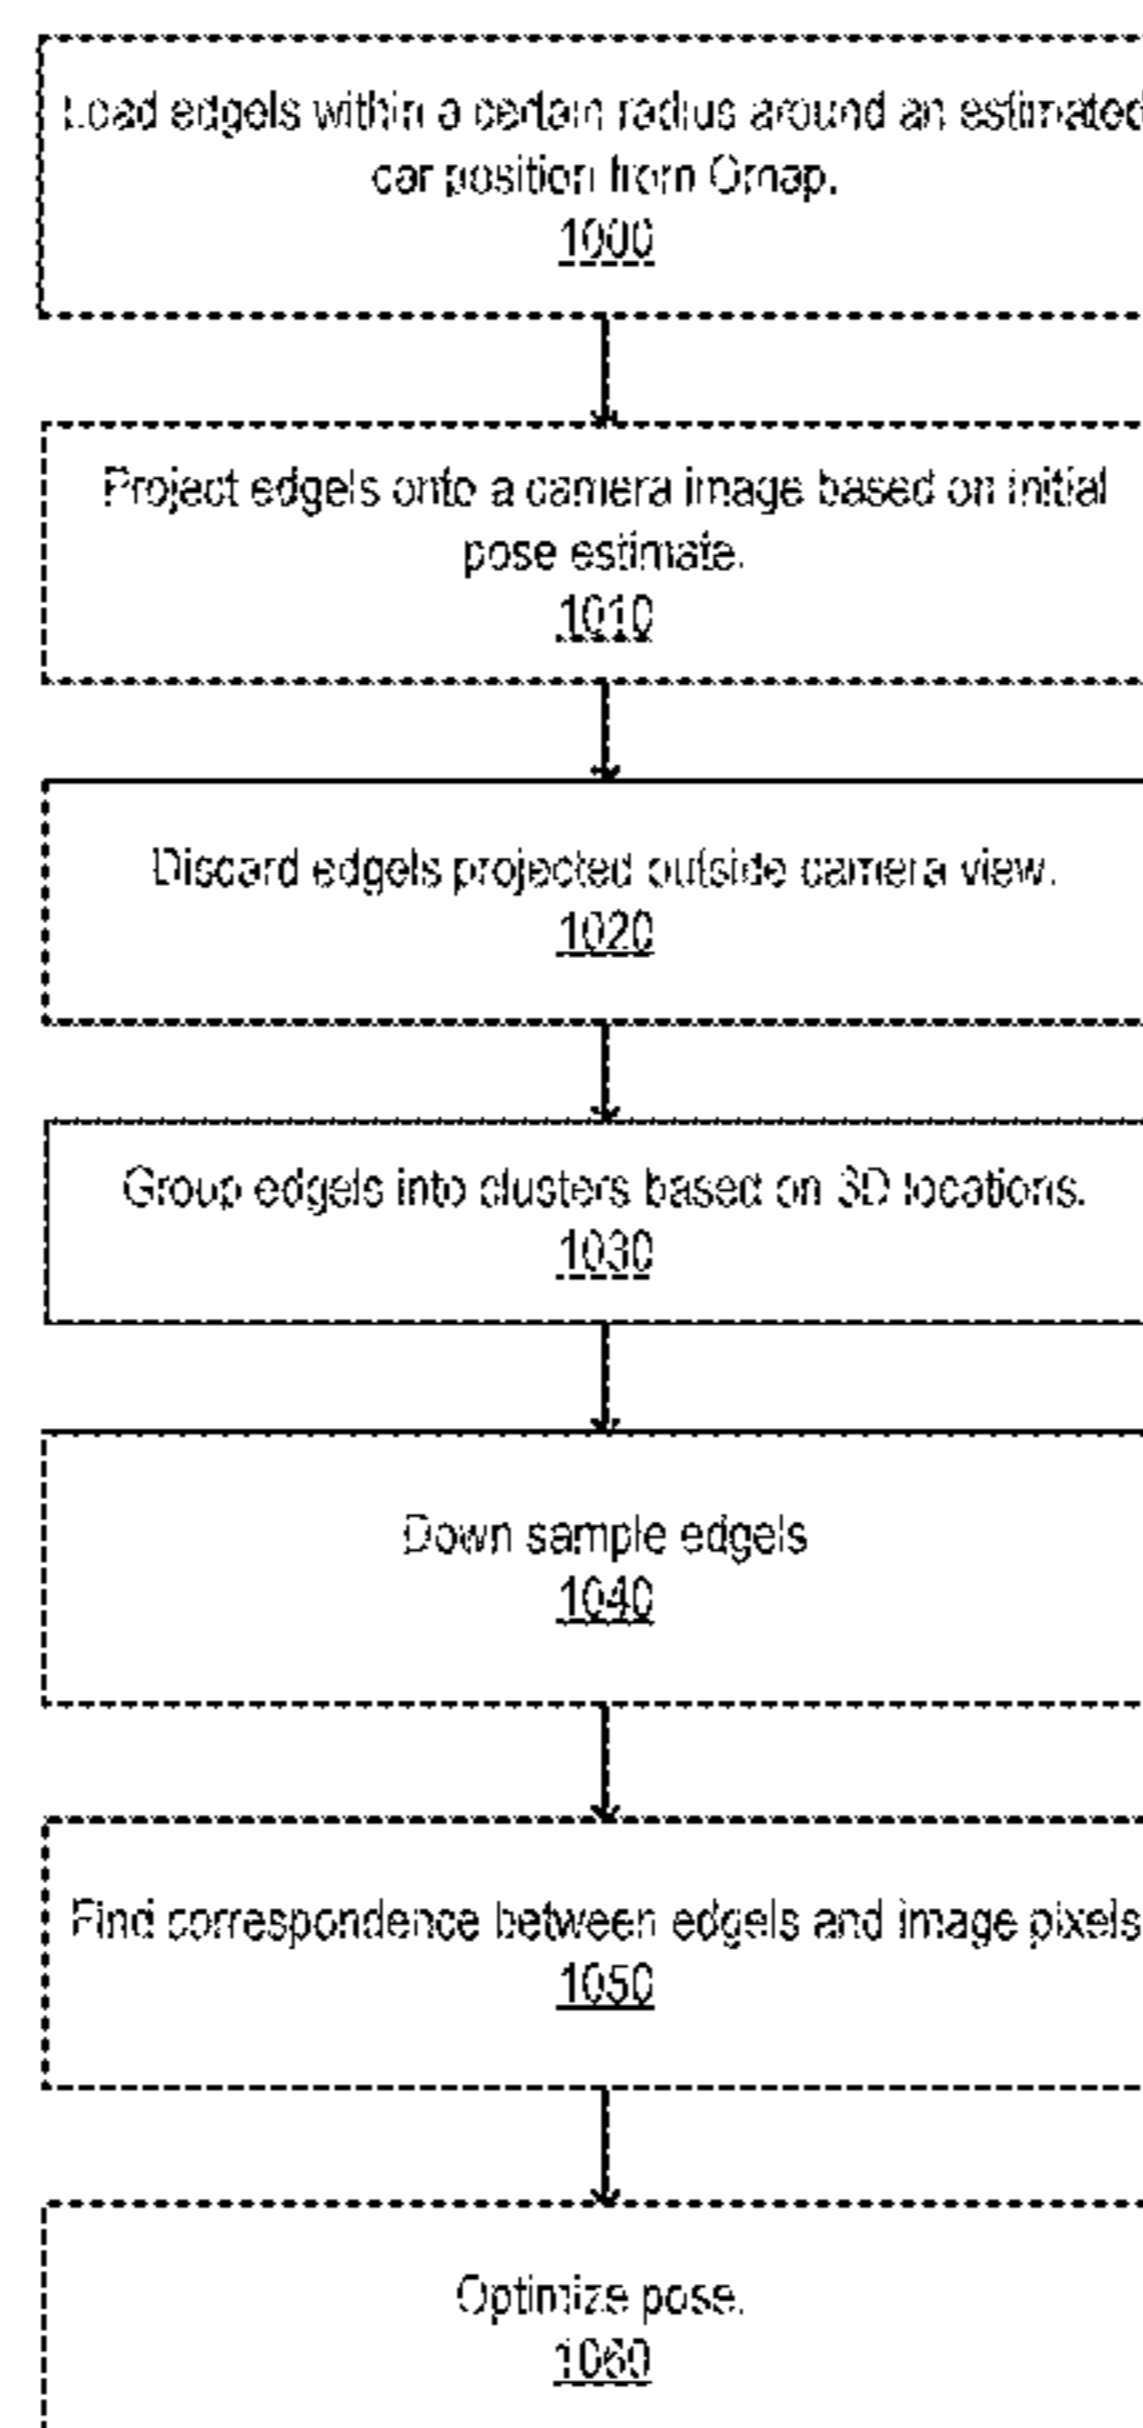 Load edgels within a certain radius around an estimated
car position from Omap.
1000
Project edgels onto a camera image based on initial
pose estimate.
1010
Discard edgels projected outside camera view.
1020
Group edgels into clusters based on 3D locations.
1030
Down sample edgels
1040
Find correspondence between edgels and image pixels
1050
Optimize pose.
1060